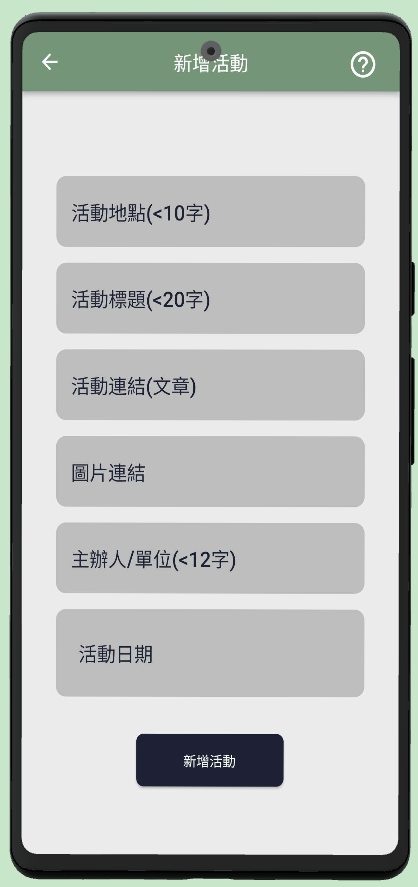 新增活動
活動地點(<10字)
活動標題(<20字)
活動連結(文章)
圖片連結
主辦人/單位(<12字)
活動日期
新增活動